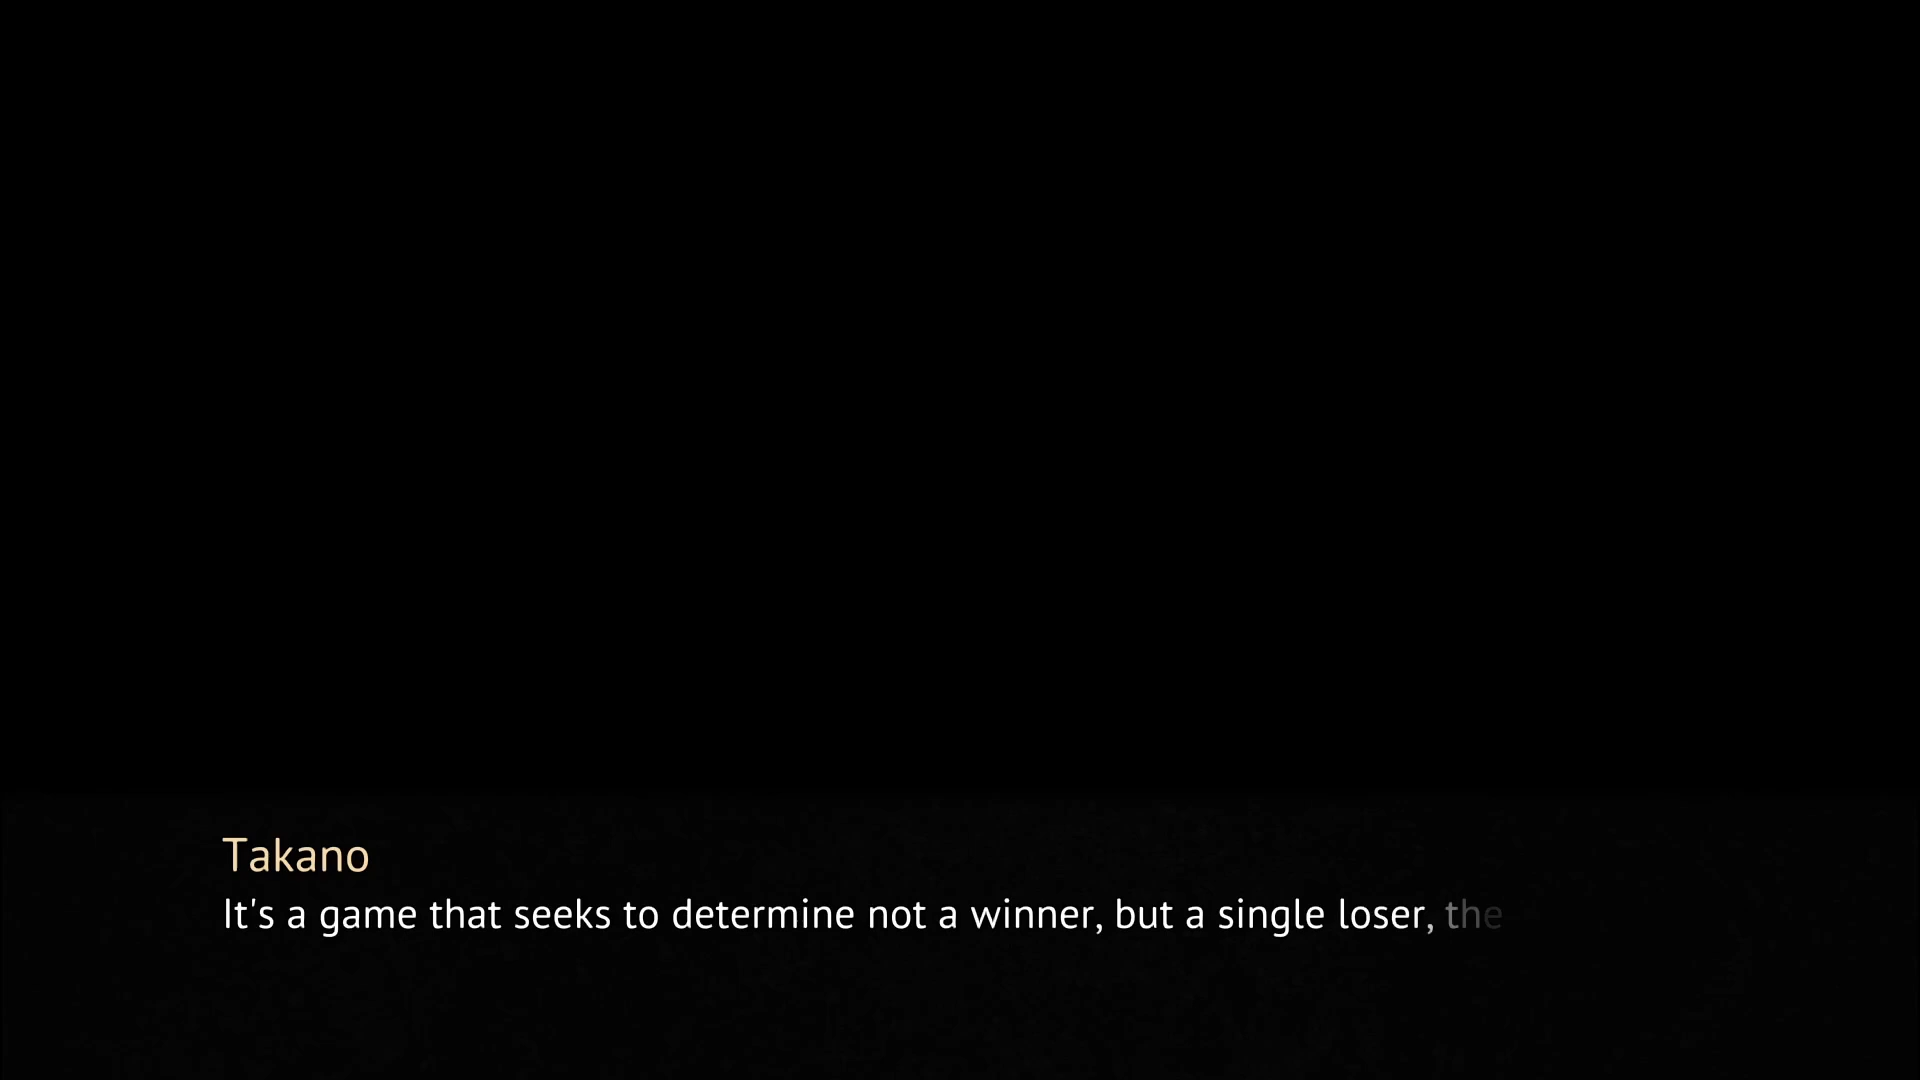 Takano
It's a game that seeks to determine not a winner, but a single loser, the